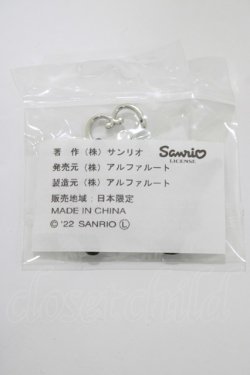 著 作 (株) サンリオ Sanrio LICENSE
発売元 (株) アルファルート
製造元 (株) アルファルート
販売地域 : 日本限定
MADE IN CHINA
© '22 SANRIO Ⓛ
closetchild